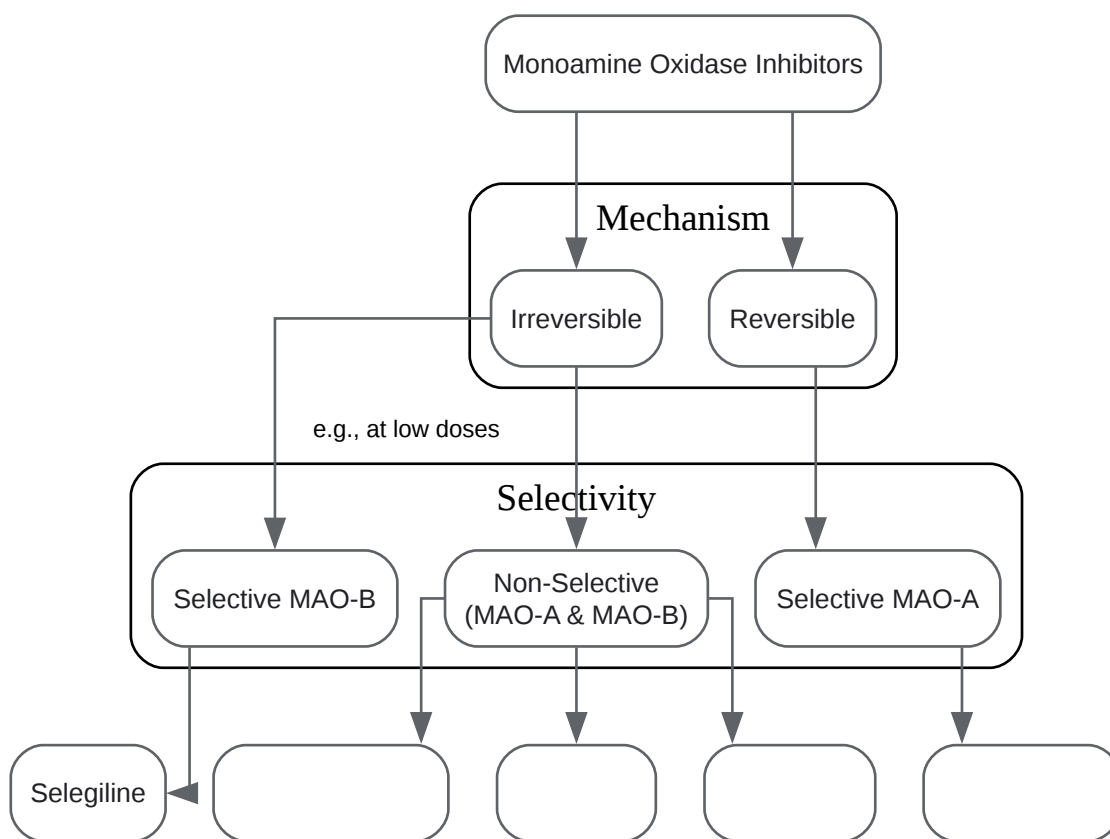 Monoamine Oxidase Inhibitors
Mechanism
Irreversible
Reversible
e.g., at low doses
Selectivity
Selective MAO-B
Non-Selective
(MAO-A & MAO-B)
Selective MAO-A
Selegiline